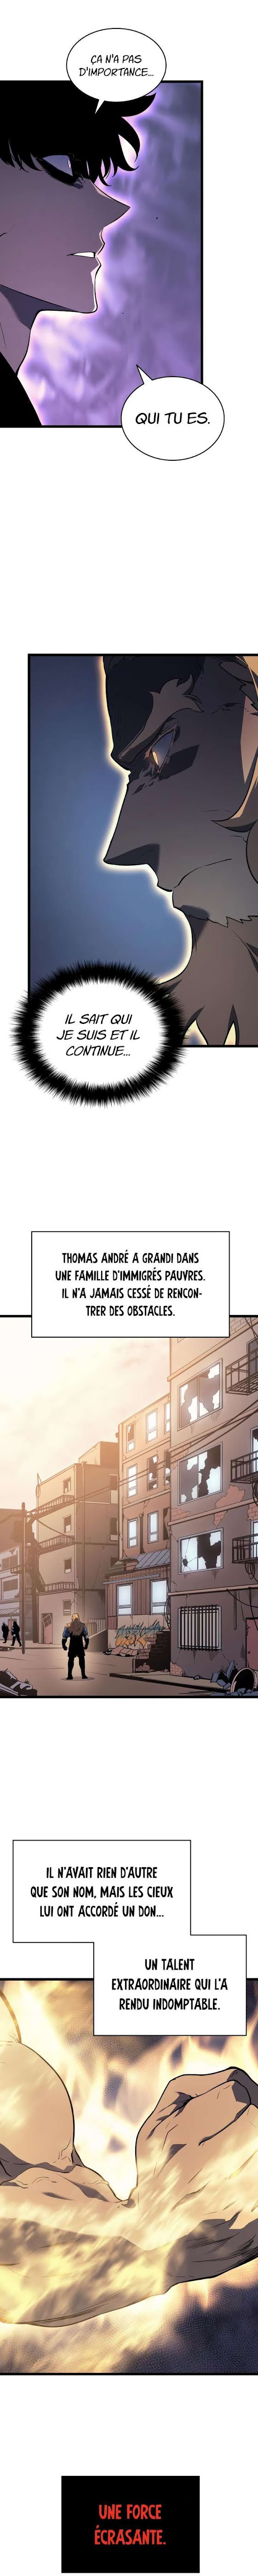 ÇA N'A PAS
D'IMPORTANCE...
QUI TU ES.
IL SAIT QUI
JE SUIS ET IL
CONTINUE...
THOMAS ANDRÉ A GRANDI DANS
UNE FAMILLE D'IMMIGRÉS PAUVRES.
IL N'A JAMAIS CESSÉ DE RENCON-
TRER DES OBSTACLES.
IL N'AVAIT RIEN D'AUTRE
QUE SON NOM, MAIS LES CIEUX
LUI ONT ACCORDÉ UN DON...
UN TALENT
EXTRAORDINAIRE QUI L'A
RENDU INDOMPTABLE.
UNE FORCE
ÉCRASANTE.